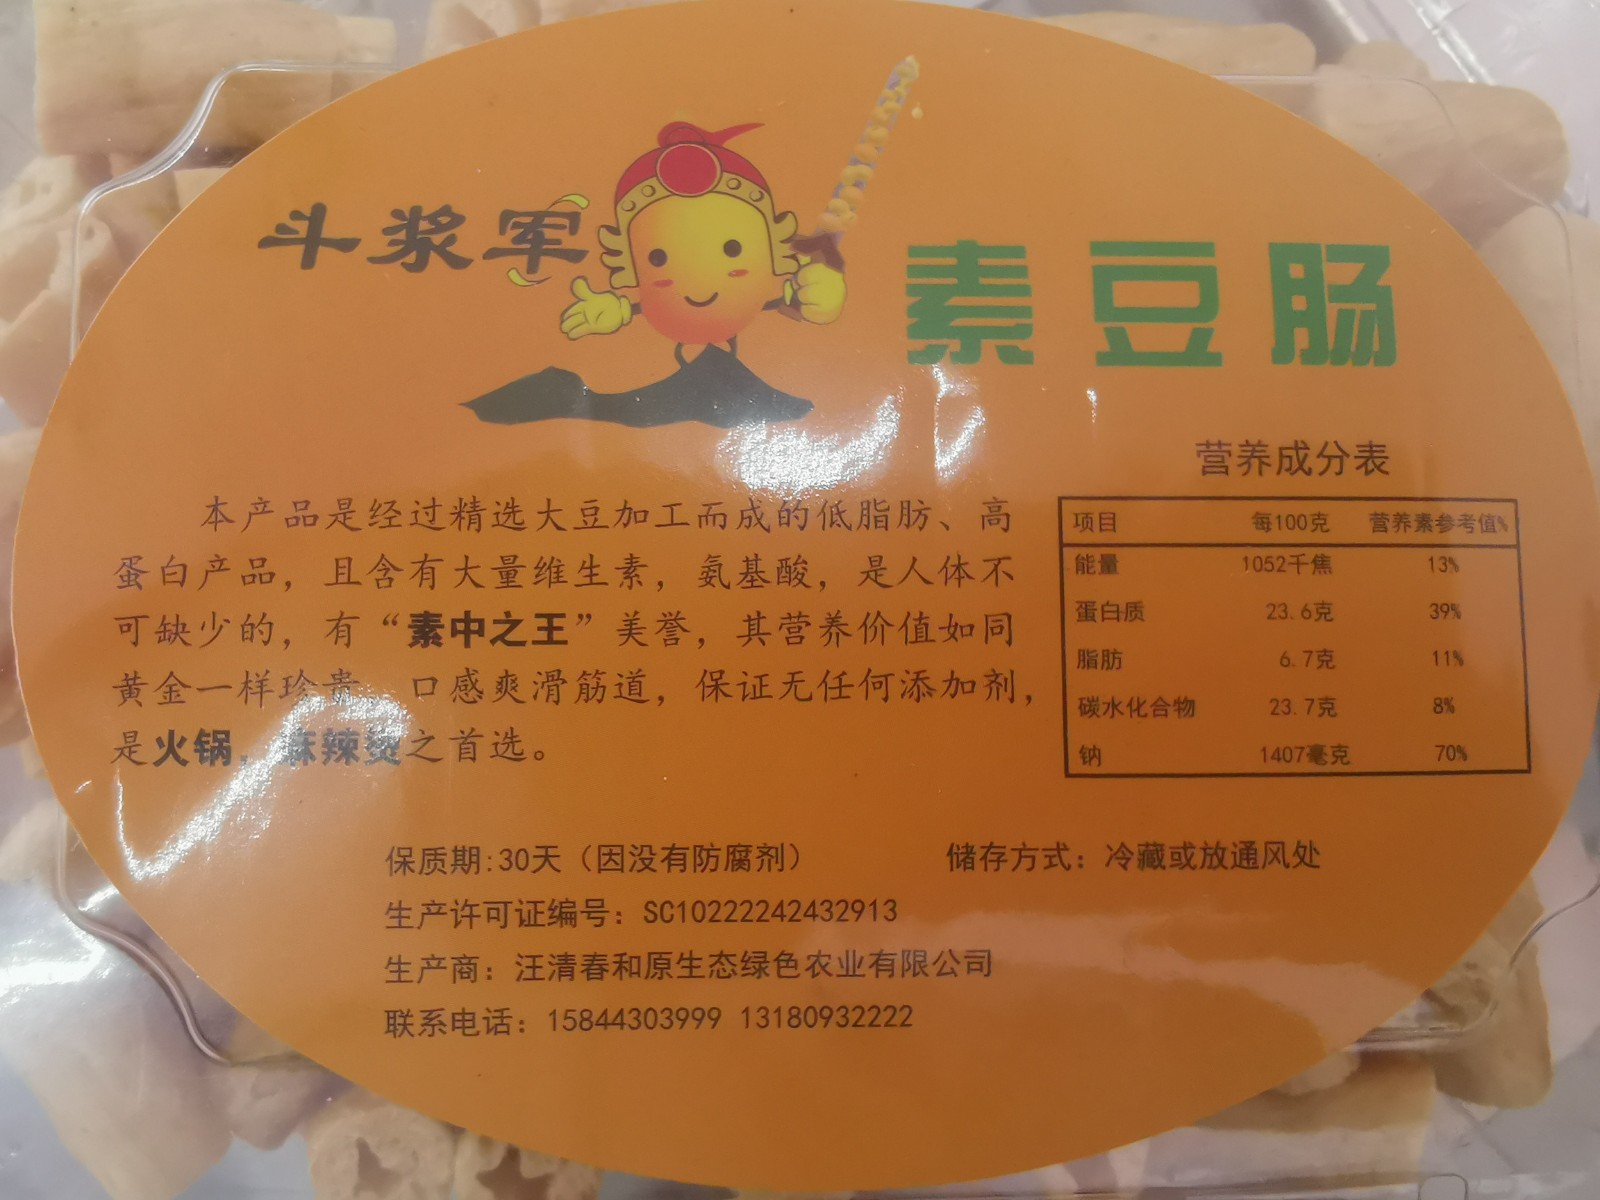 斗浆军
素豆肠
本产品是经过精选大豆加工而成的低脂肪、高
蛋白产品，且含有大量维生素，氨基酸，是人体不
可缺少的，有“素中之王”美誉，其营养价值如同
黄金一样珍贵 口感爽滑筋道，保证无任何添加剂，
是火锅，麻辣烫之首选。
营养成分表
项目 每100克 营养素参考值%
能量 1052千焦 13%
蛋白质 23.6克 39%
脂肪 6.7克 11%
碳水化合物 23.7克 8%
钠 1407毫克 70%
保质期:30天（因没有防腐剂） 储存方式：冷藏或放通风处
生产许可证编号：SC10222242432913
生产商：汪清春和原生态绿色农业有限公司
联系电话：15844303999 13180932222